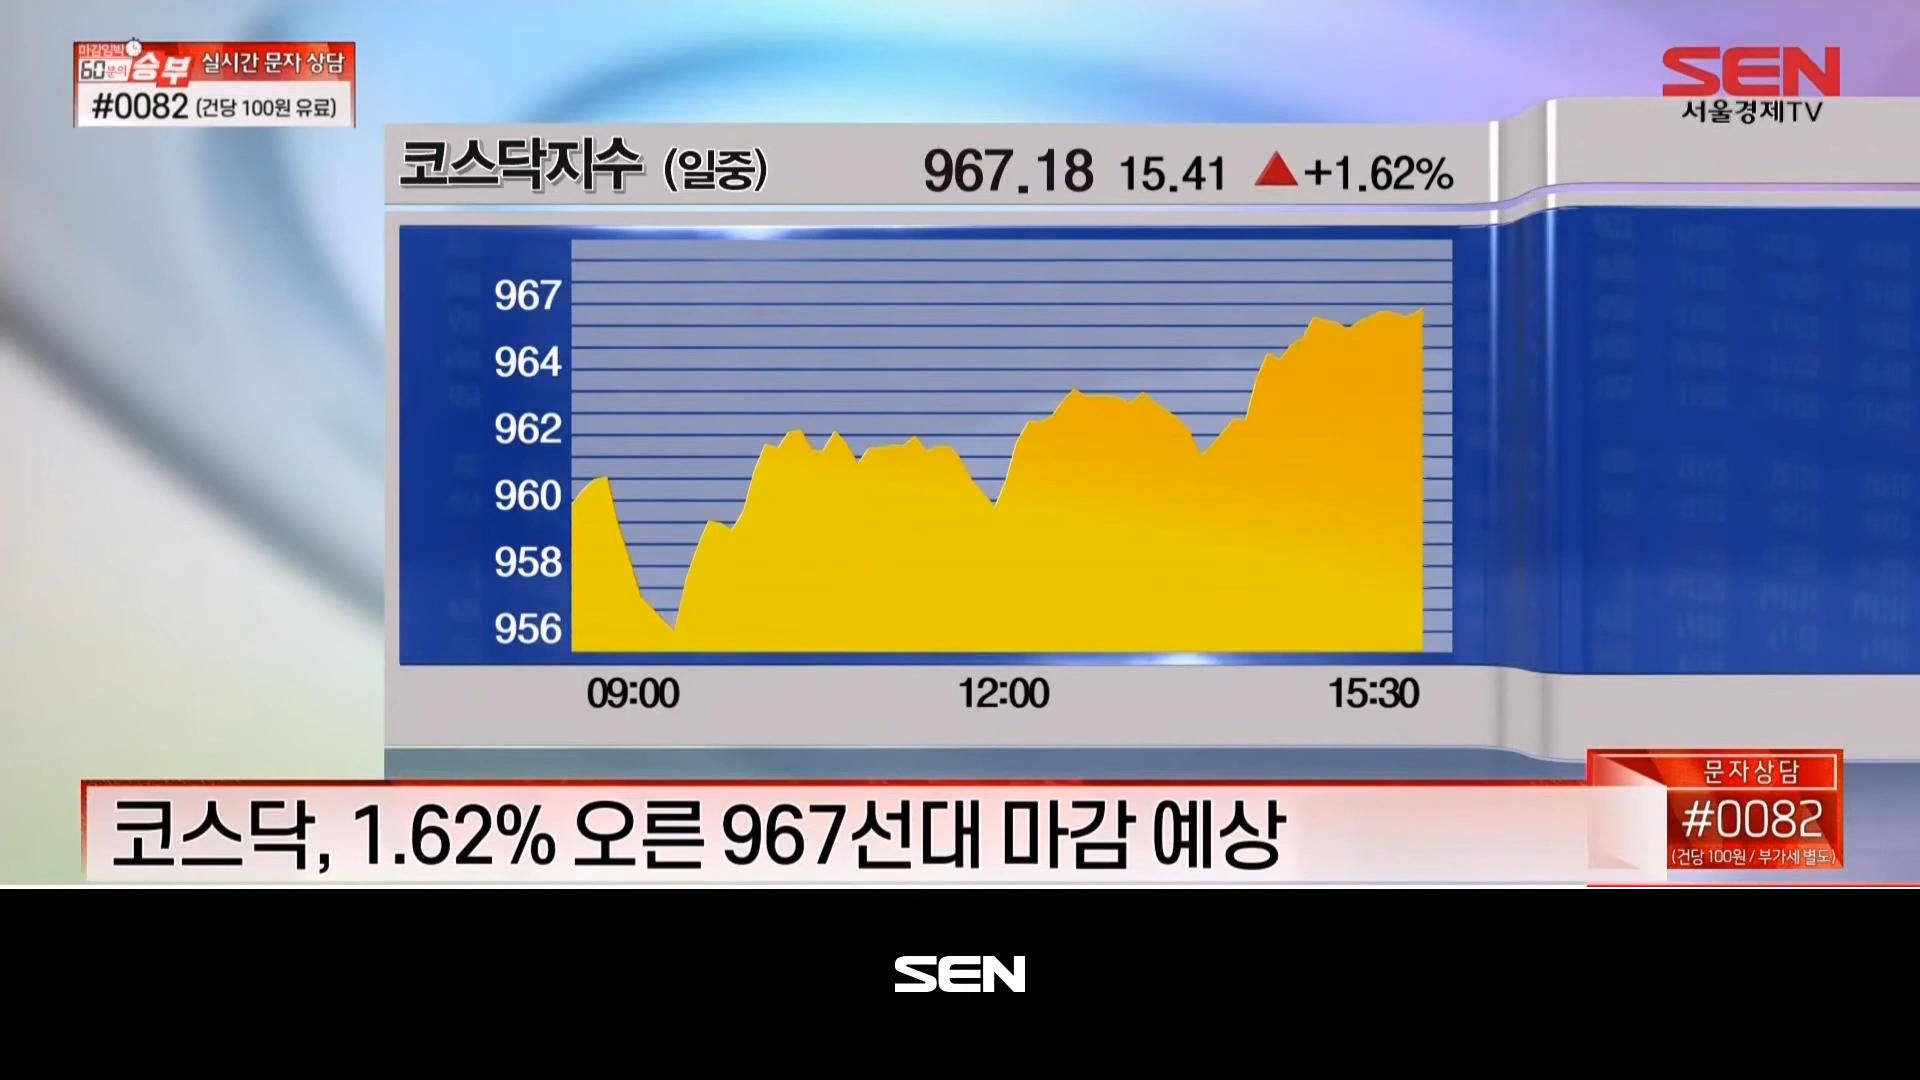 마감임박
60분의 승부 실시간 문자 상담
#0082 (건당 100원 유료)
SEN
서울경제TV
코스닥지수 (일중) 967.18 15.41 ▲+1.62%
967
964
962
960
958
956
09:00 12:00 15:30
문자상담
#0082
(건당 100원 / 부가세 별도)
코스닥, 1.62% 오른 967선대 마감 예상
SEN